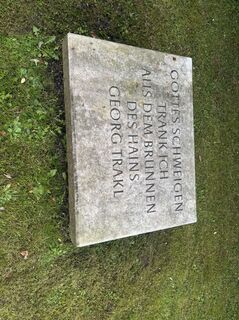 GOTTES SCHWEIGEN
TRANK ICH
AUS DEM BRUNNEN
DES HAINS
GEORG TRAKL